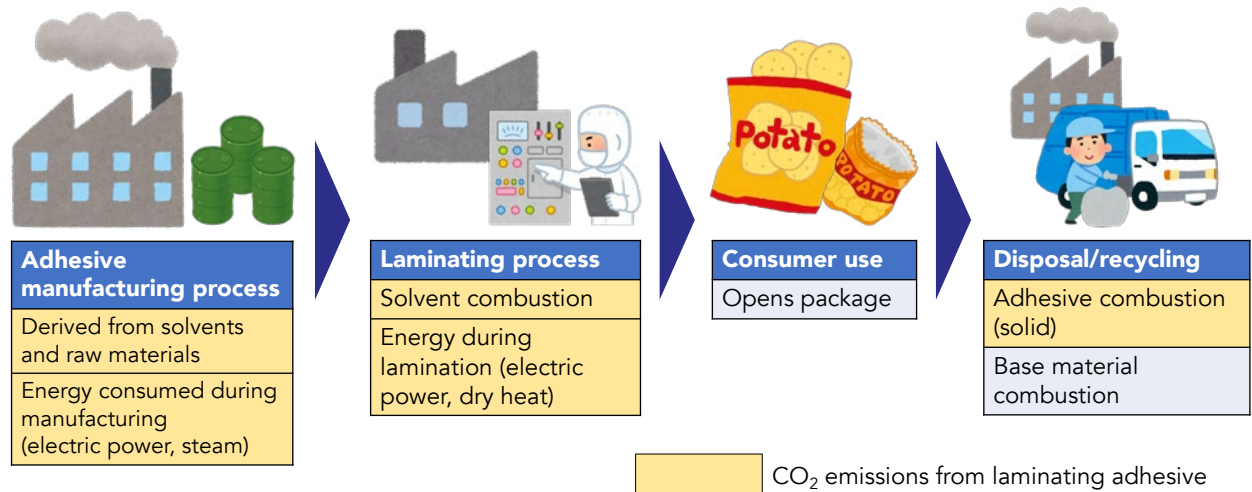 Potato
POTATO
Adhesive
manufacturing process
Derived from solvents
and raw materials
Energy consumed during
manufacturing
(electric power, steam)
Laminating process
Solvent combustion
Energy during
lamination (electric
power, dry heat)
Consumer use
Opens package
Disposal/recycling
Adhesive combustion
(solid)
Base material
combustion
CO₂ emissions from laminating adhesive